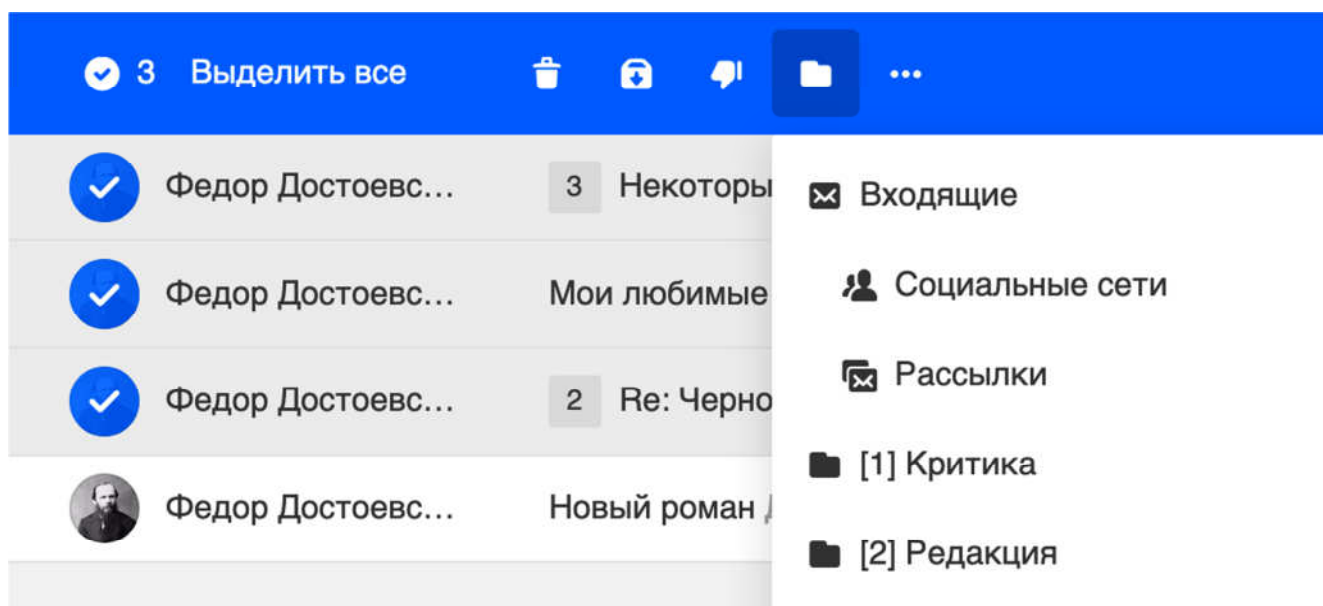 3 Выделить все
Федор Достоевс... 3 Некоторы
Входящие
Федор Достоевс... Мои любимые
Социальные сети
Федор Достоевс... 2 Re: Черно
Рассылки
[1] Критика
Федор Достоевс... Новый роман
[2] Редакция